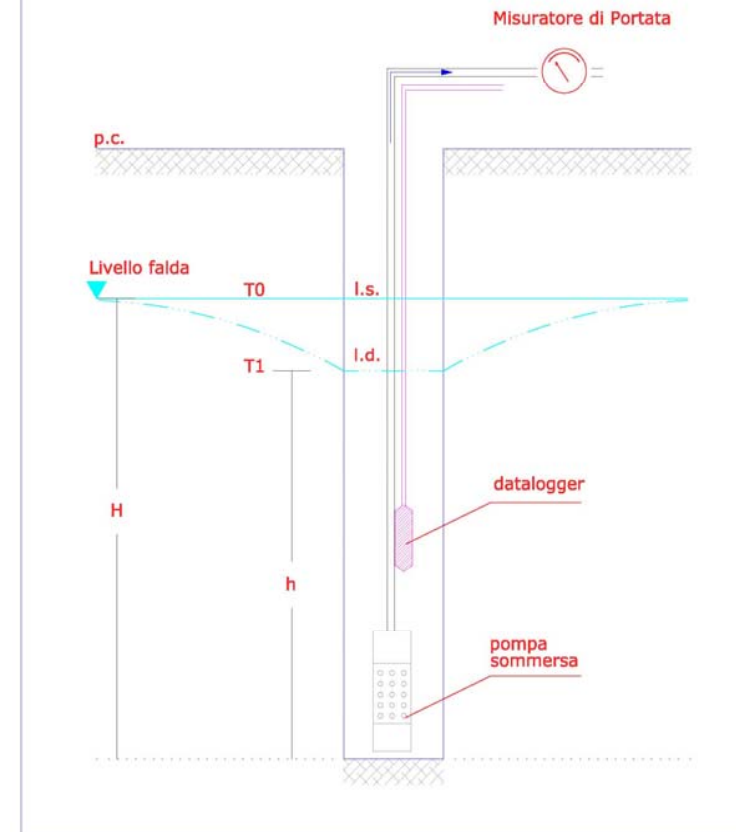 Misuratore di Portata
p.c.
Livello falda
T0
l.s.
l.d.
T1
datalogger
H
h
pompa
sommersa